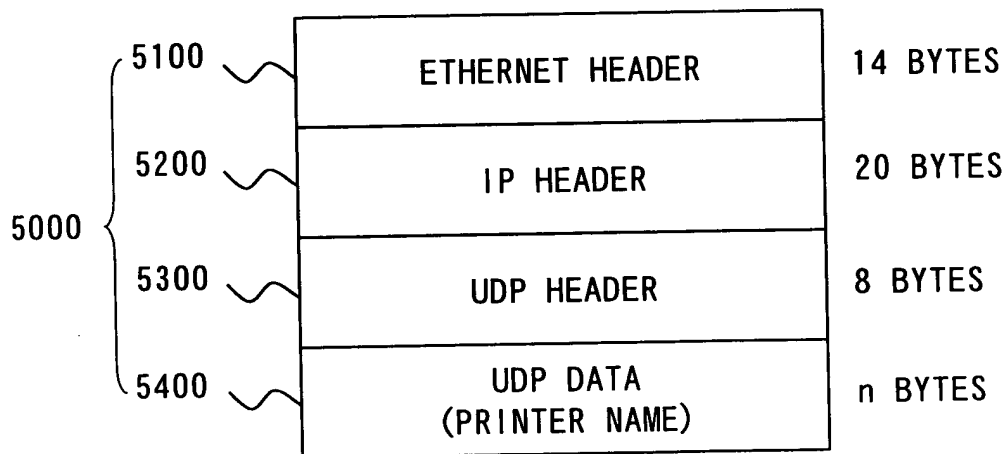 5100 ETHERNET HEADER 14 BYTES
5200 IP HEADER 20 BYTES
5000
5300 UDP HEADER 8 BYTES
5400 UDP DATA n BYTES
(PRINTER NAME)